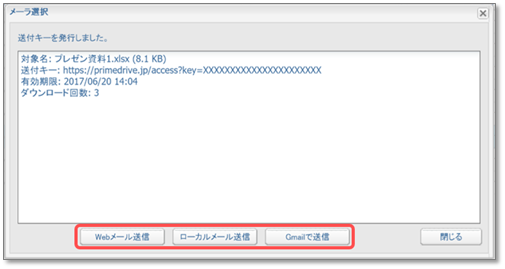 メーラ選択
送付キーを発行しました。
対象名: プレゼン資料1.xlsx (8.1 KB)
送付キー: https://primedrive.jp/access?key=XXXXXXXXXXXXXXXXXXXXXX
有効期限: 2017/06/20 14:04
ダウンロード回数: 3
Webメール送信 ローカルメール送信 Gmailで送信 閉じる